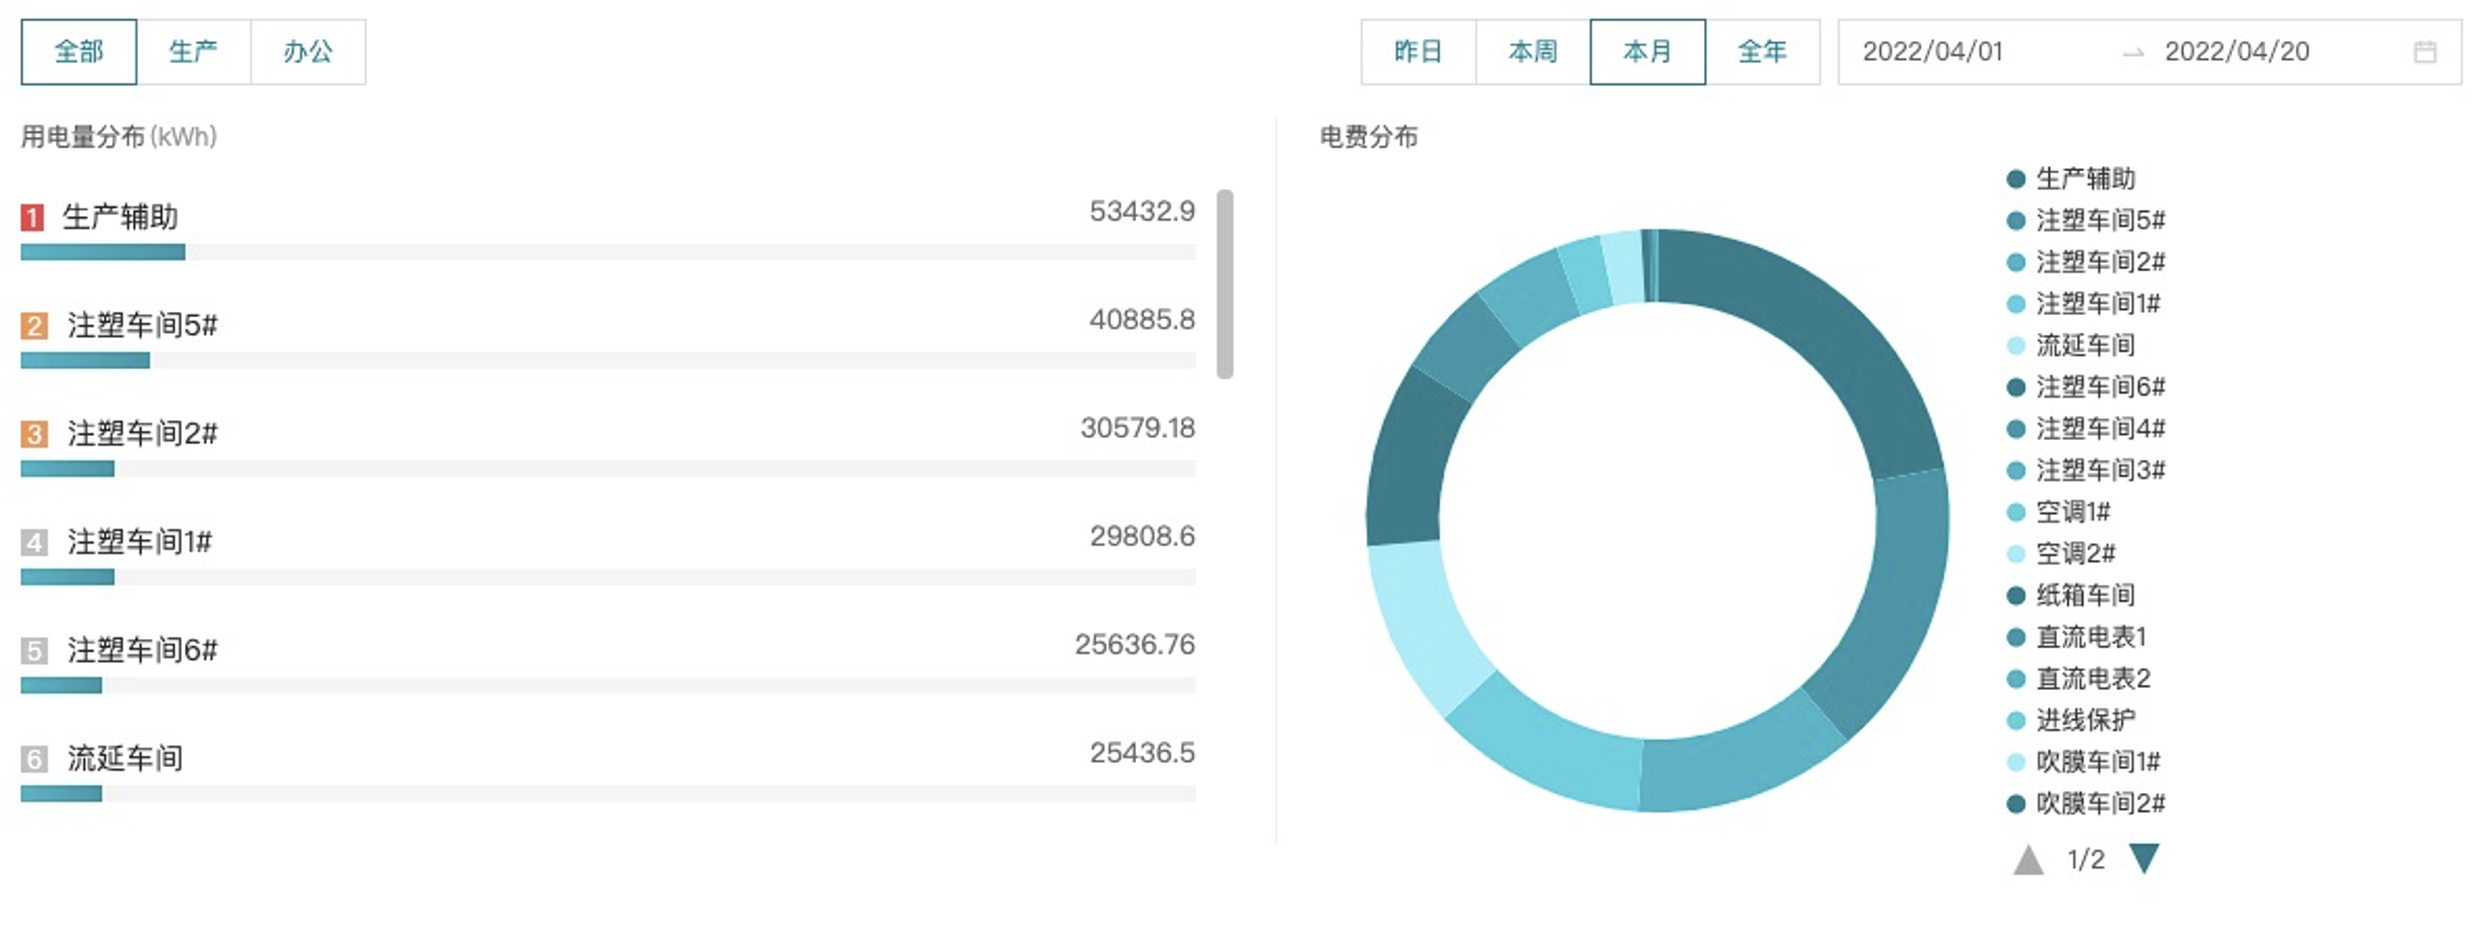 全部 生产 办公 昨日 本周 本月 全年 2022/04/01 → 2022/04/20
用电量分布(kWh)
1 生产辅助 53432.9
2 注塑车间5# 40885.8
3 注塑车间2# 30579.18
4 注塑车间1# 29808.6
5 注塑车间6# 25636.76
6 流延车间 25436.5
电费分布
生产辅助
注塑车间5#
注塑车间2#
注塑车间1#
流延车间
注塑车间6#
注塑车间4#
注塑车间3#
空调1#
空调2#
纸箱车间
直流电表1
直流电表2
进线保护
吹膜车间1#
吹膜车间2#
1/2